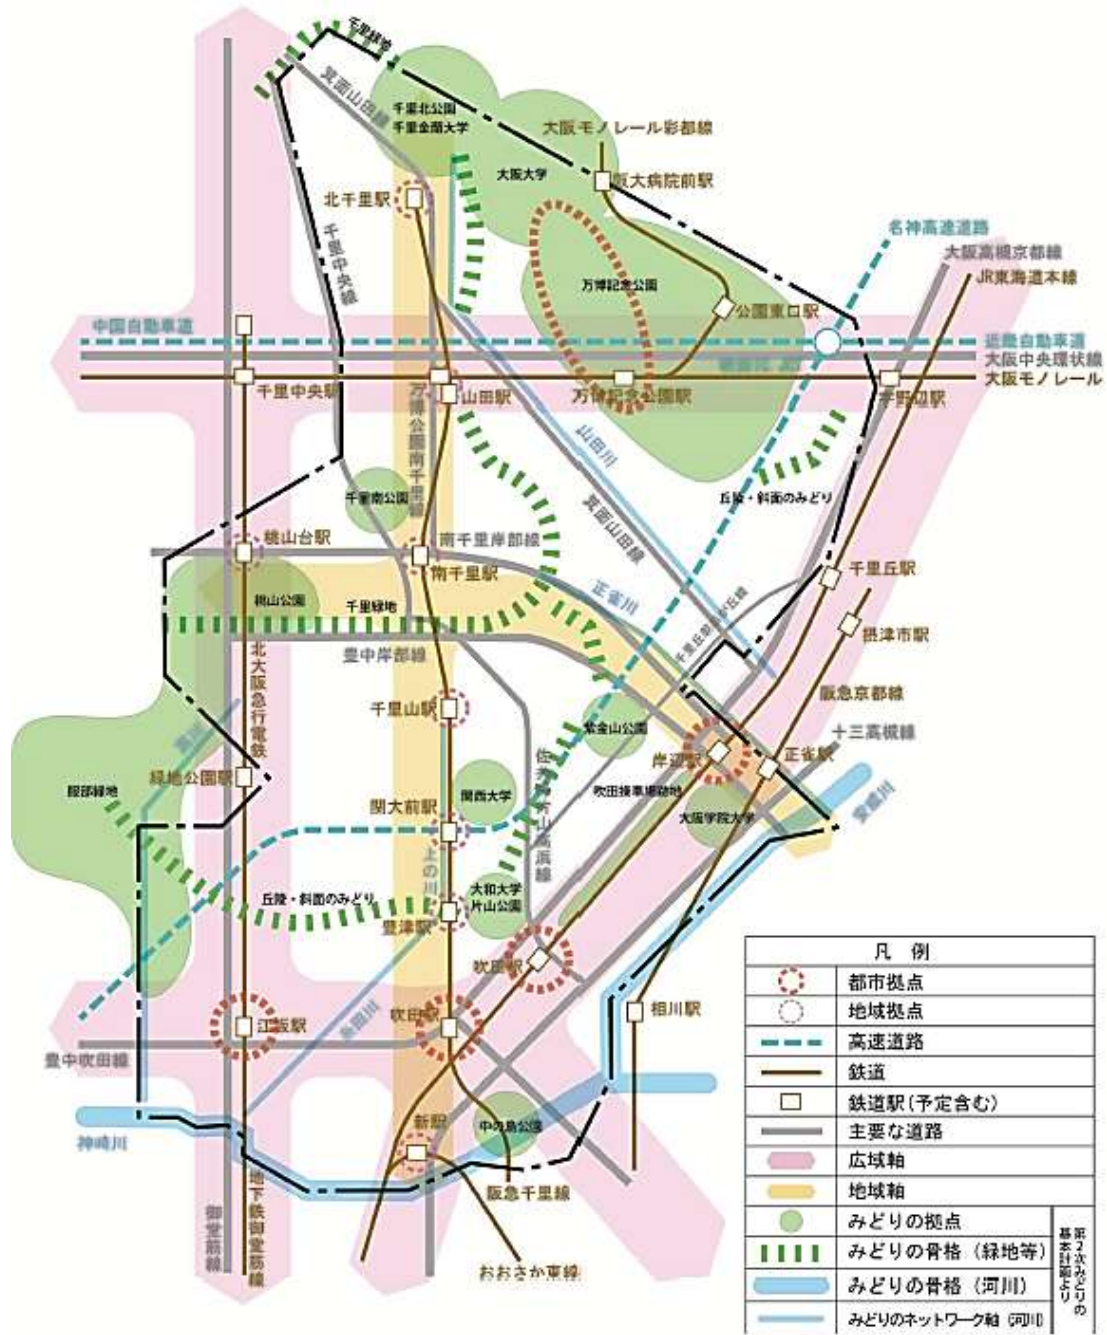 千里緑地
箕面山田線
千里北公園
千里金蘭大学
大阪モノレール彩都線
大阪大学
阪大病院前駅
北千里駅
名神高速道路
大阪高槻京都線
JR東海道本線
千里中央線
万博記念公園
公園東口駅
中国自動車道
近畿自動車道
大阪中央環状線
大阪モノレール
千里中央駅
山田駅
万博記念公園駅
万博公園南千里線
山田川
千里南公園
箕面山田線
丘陵・斜面のみどり
桃山台駅
南千里岸部線
南千里駅
千里丘駅
正雀川
桃山公園
千里緑地
摂津市駅
豊中岸部線
北大阪急行電鉄
阪急京都線
千里山駅
紫金山公園
十三高槻線
岸辺駅
正雀駅
緑地公園駅
服部緑地
関西大学
吹田操車場跡地
安威川
関大前駅
大阪学院大学
上の川
丘陵・斜面のみどり
大和大学
片山公園
豊津駅
吹田駅
江坂駅
吹田駅
相川駅
糸田川
豊中吹田線
神崎川
新駅
中の島公園
阪急千里線
御堂筋線
地下鉄御堂筋線
おおさか東線
凡 例
都市拠点
地域拠点
高速道路
鉄道
鉄道駅(予定含む)
主要な道路
広域軸
地域軸
みどりの拠点
みどりの骨格(緑地等)
みどりの骨格(河川)
みどりのネットワーク軸(河川)
第2次みどりの
基本計画より